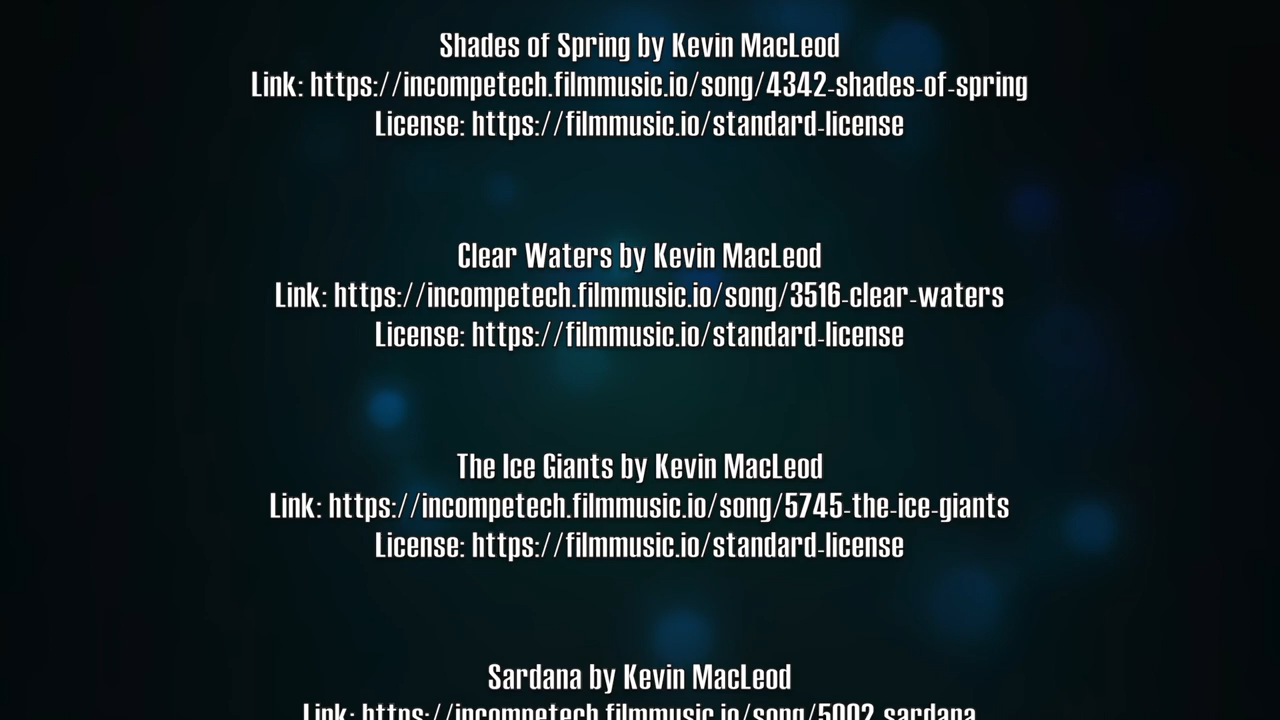 Shades of Spring by Kevin MacLeod
Link: https://incompetech.filmmusic.io/song/4342-shades-of-spring
License: https://filmmusic.io/standard-license
Clear Waters by Kevin MacLeod
Link: https://incompetech.filmmusic.io/song/3516-clear-waters
License: https://filmmusic.io/standard-license
The Ice Giants by Kevin MacLeod
Link: https://incompetech.filmmusic.io/song/5745-the-ice-giants
License: https://filmmusic.io/standard-license
Sardana by Kevin MacLeod
Link: https://incompetech.filmmusic.io/song/5002-sardana